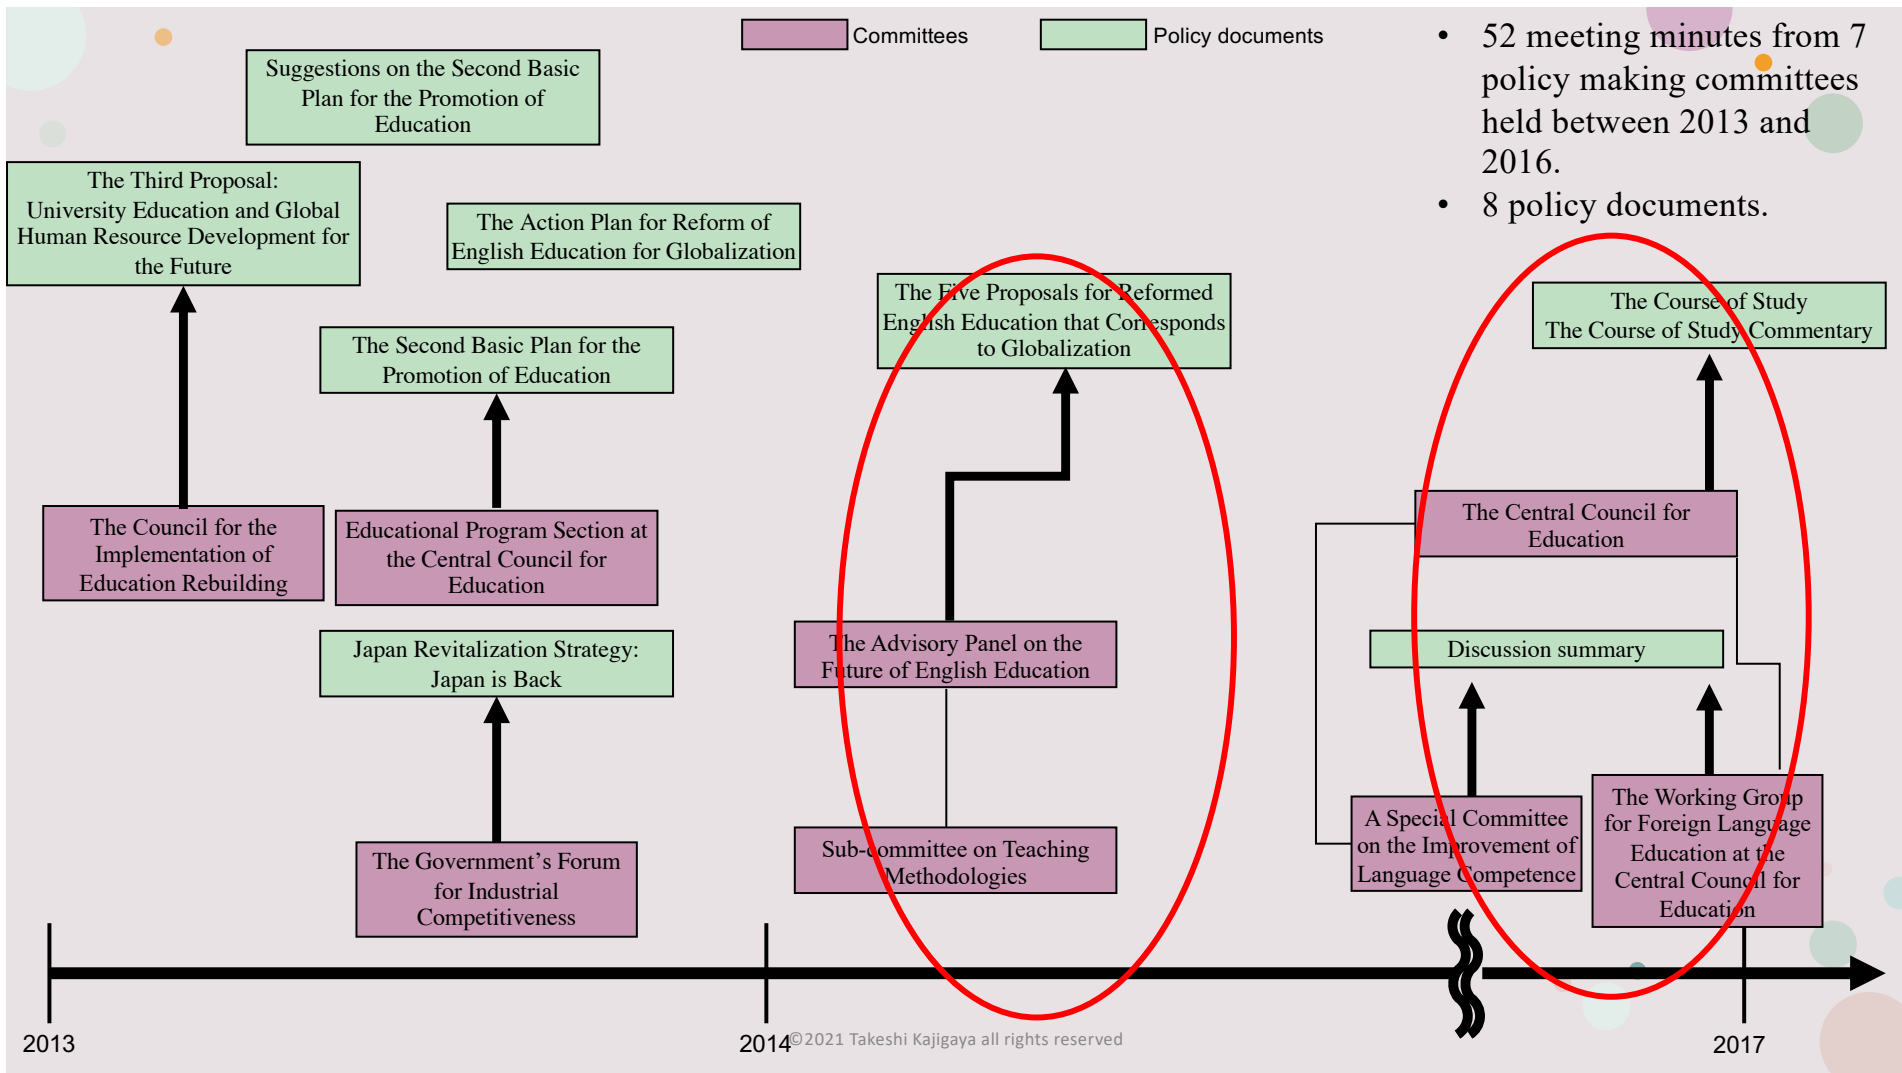 Committees
Policy documents
• 52 meeting minutes from 7
policy making committees
held between 2013 and
2016.
• 8 policy documents.
Suggestions on the Second Basic
Plan for the Promotion of
Education
The Third Proposal:
University Education and Global
Human Resource Development for
the Future
The Action Plan for Reform of
English Education for Globalization
The Second Basic Plan for the
Promotion of Education
The Council for the
Implementation of
Education Rebuilding
Educational Program Section at
the Central Council for
Education
Japan Revitalization Strategy:
Japan is Back
The Government’s Forum
for Industrial
Competitiveness
The Five Proposals for Reformed
English Education that Corresponds
to Globalization
The Advisory Panel on the
Future of English Education
Sub-committee on Teaching
Methodologies
The Course of Study
The Course of Study Commentary
The Central Council for
Education
Discussion summary
A Special Committee
on the Improvement of
Language Competence
The Working Group
for Foreign Language
Education at the
Central Council for
Education
2013
2014
©2021 Takeshi Kajigaya all rights reserved
2017